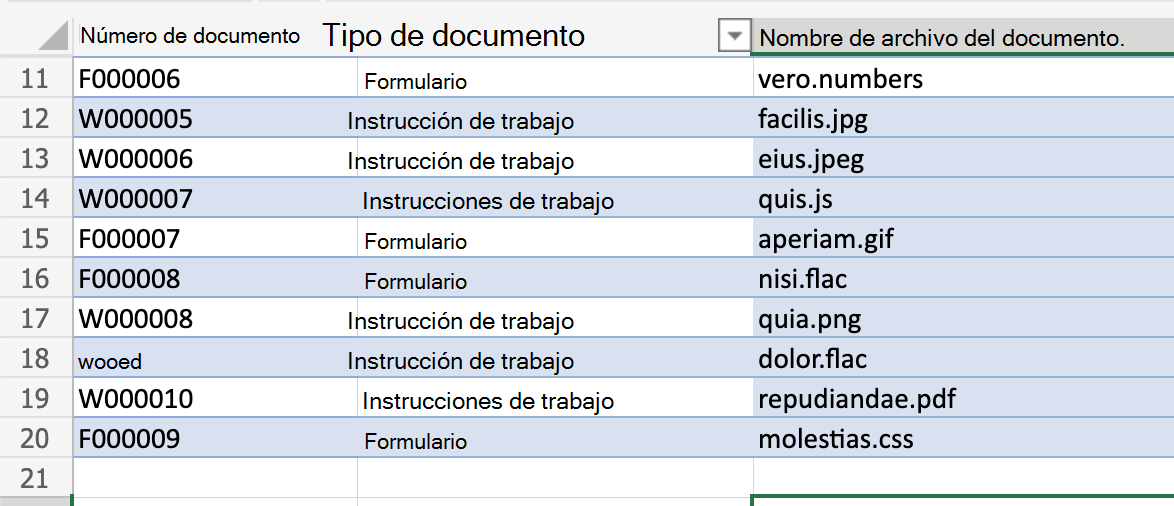 Número de documento Tipo de documento Nombre de archivo del documento.
11 F000006 Formulario vero.numbers
12 W000005 Instrucción de trabajo facilis.jpg
13 W000006 Instrucción de trabajo eius.jpeg
14 W000007 Instrucciones de trabajo quis.js
15 F000007 Formulario aperiam.gif
16 F000008 Formulario nisi.flac
17 W000008 Instrucción de trabajo quia.png
18 wooed Instrucción de trabajo dolor.flac
19 W000010 Instrucciones de trabajo repudiandae.pdf
20 F000009 Formulario molestias.css
21